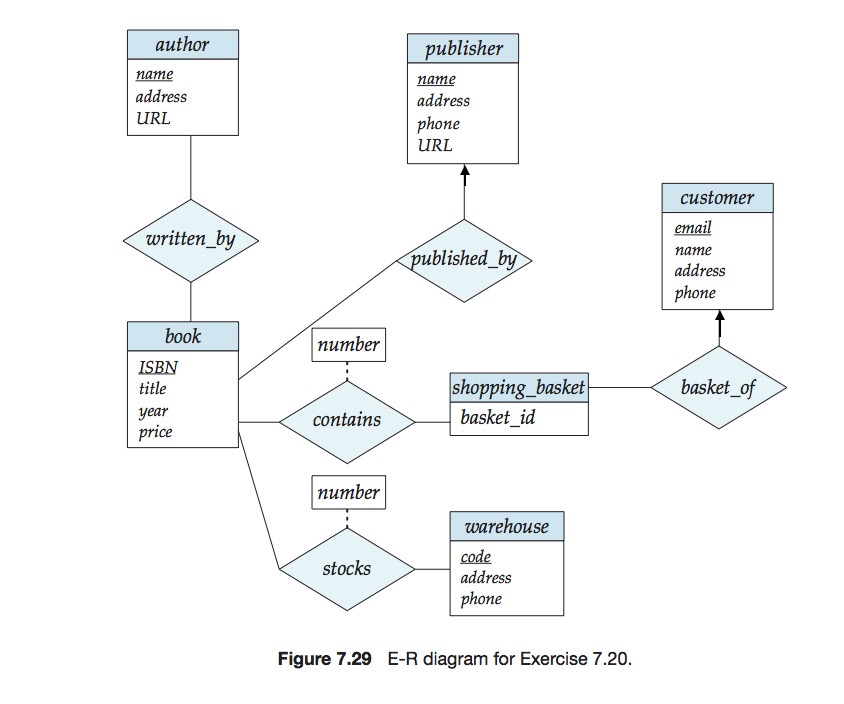 author
name
address
URL
publisher
name
address
phone
URL
customer
email
name
address
phone
written_by
published_by
book
ISBN
title
year
price
number
contains
shopping_basket
basket_id
basket_of
number
stocks
warehouse
code
address
phone
Figure 7.29 E-R diagram for Exercise 7.20.